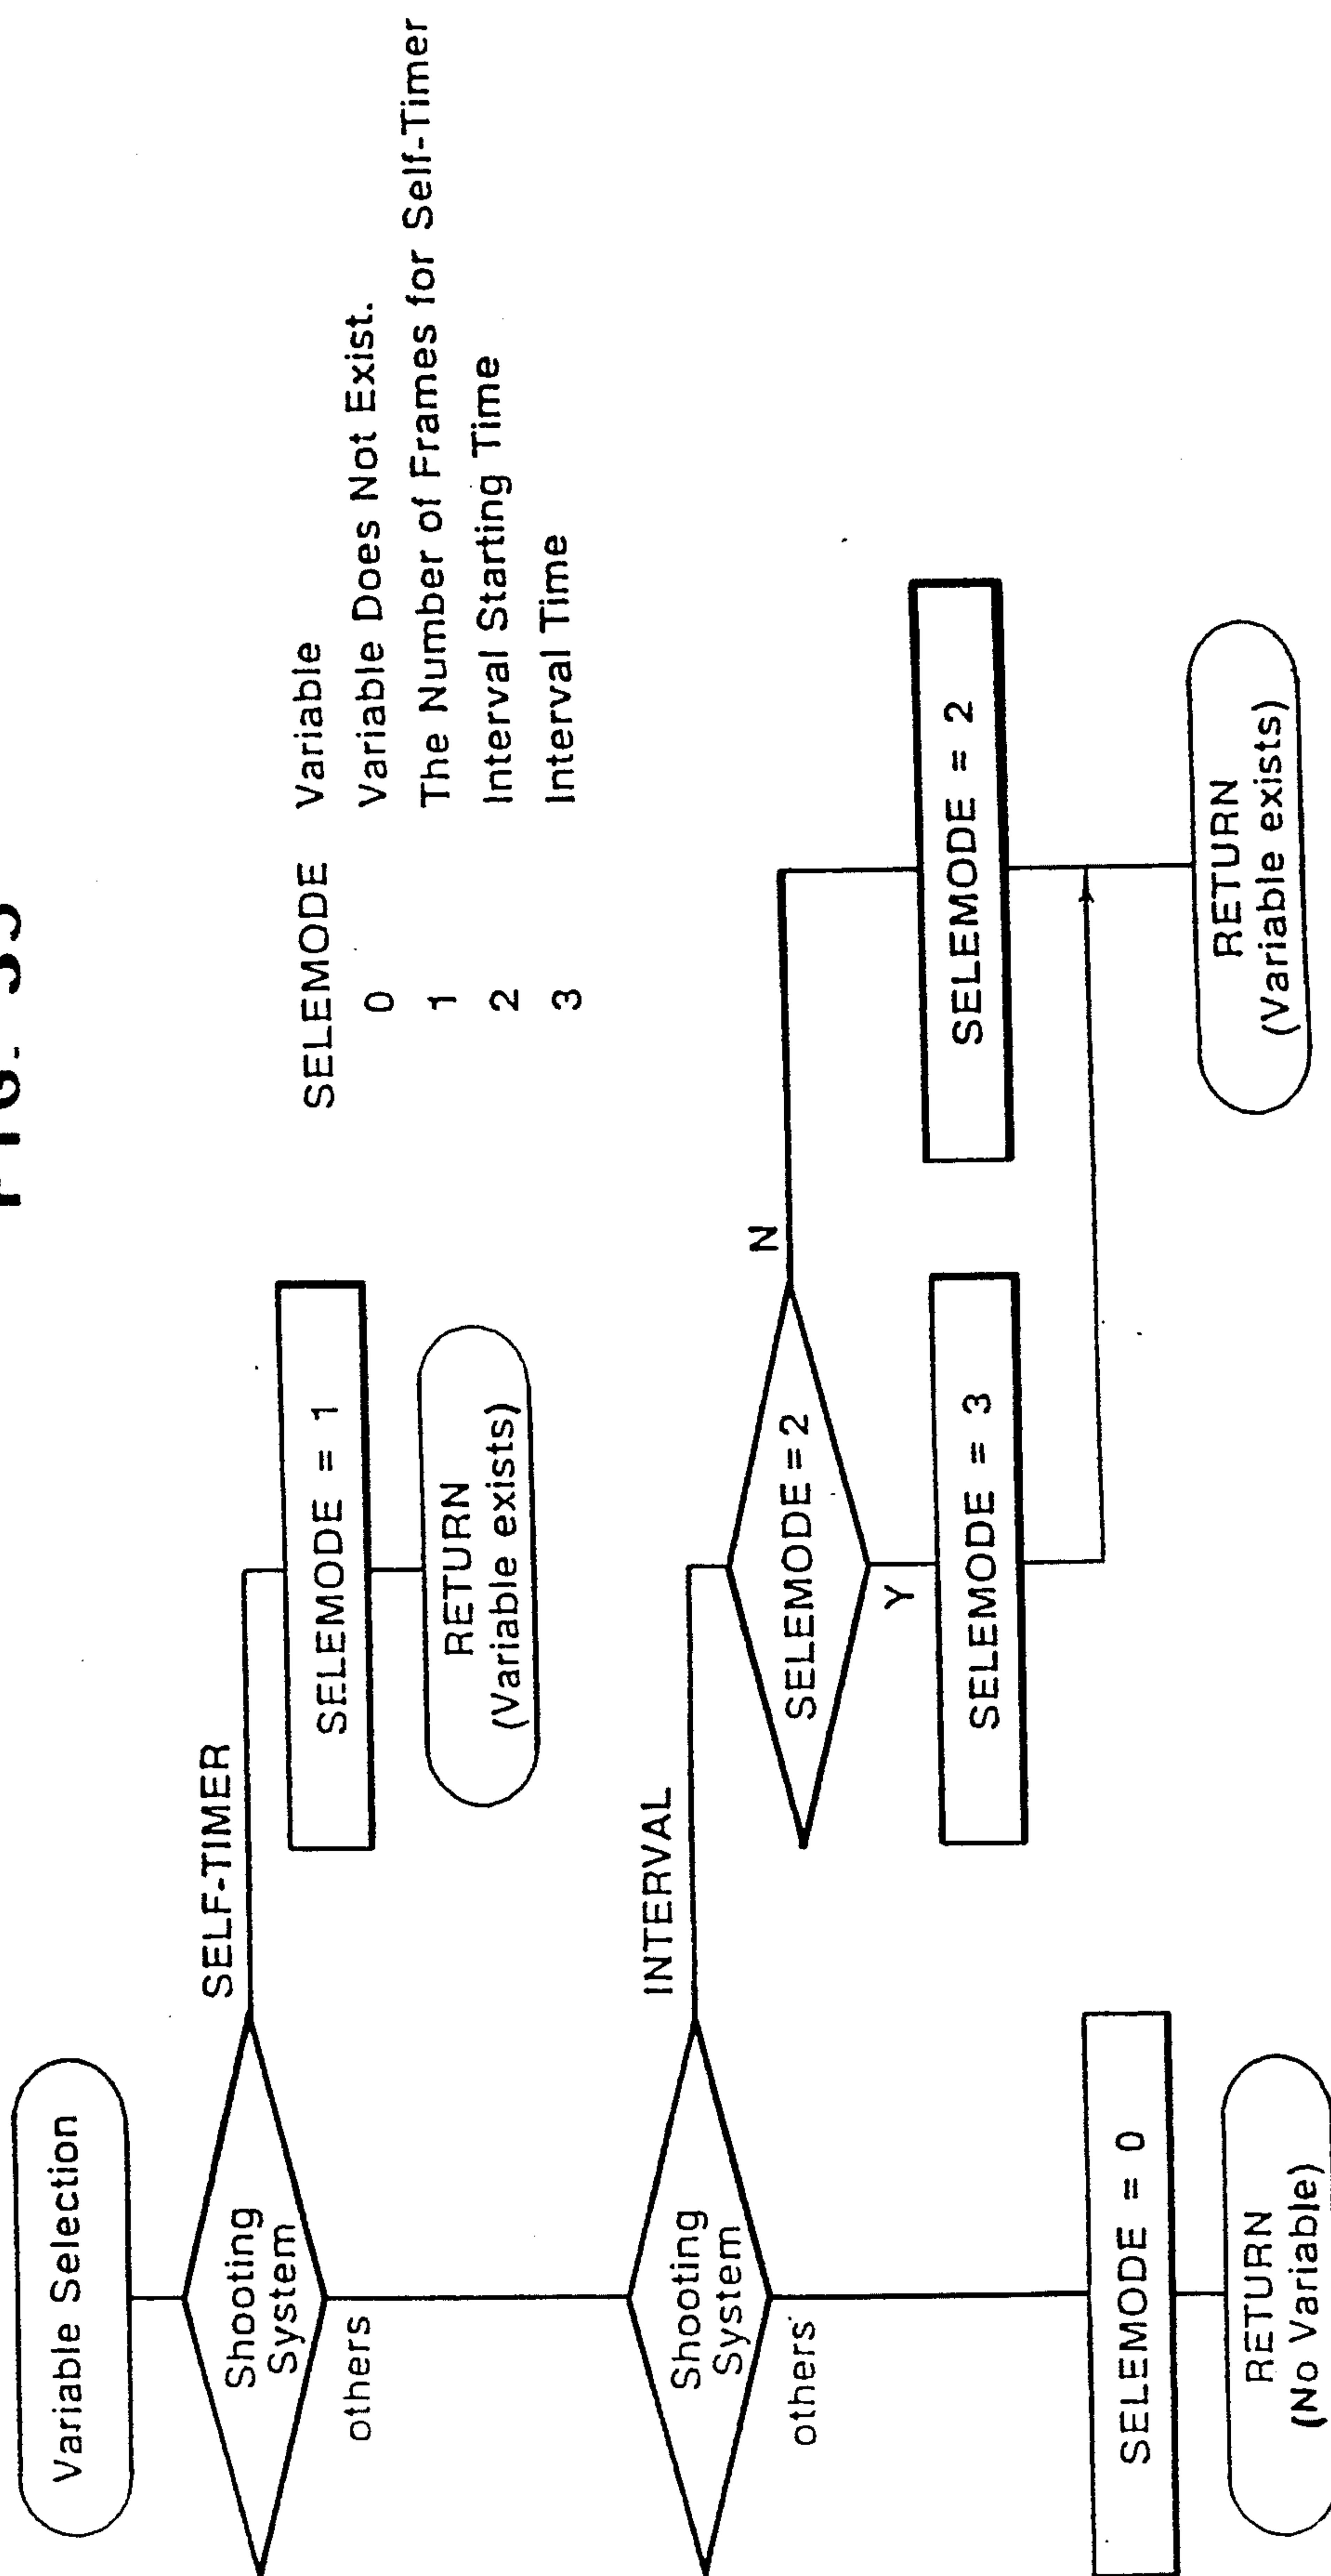 Variable Selection
Shooting
System
SELF-TIMER
others
SELEMODE = 1
RETURN
(Variable exists)
SELEMODE Variable
0 Variable Does Not Exist.
1 The Number of Frames for Self-Timer
2 Interval Starting Time
3 Interval Time
Shooting
System
INTERVAL
others
SELEMODE = 2
N
Y
SELEMODE = 3
SELEMODE = 2
RETURN
(Variable exists)
SELEMODE = 0
RETURN
(No Variable)